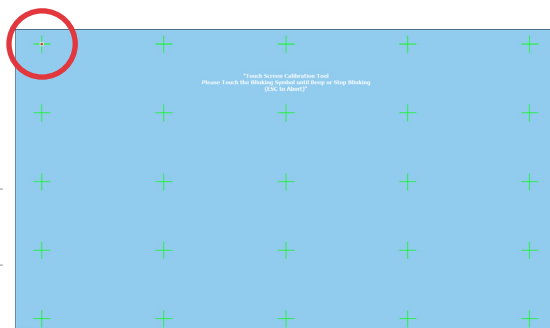 "Touch Screen Calibration Tool
Please Touch the Blinking Symbol until Beep or Stop Blinking
(ESC to Abort)"